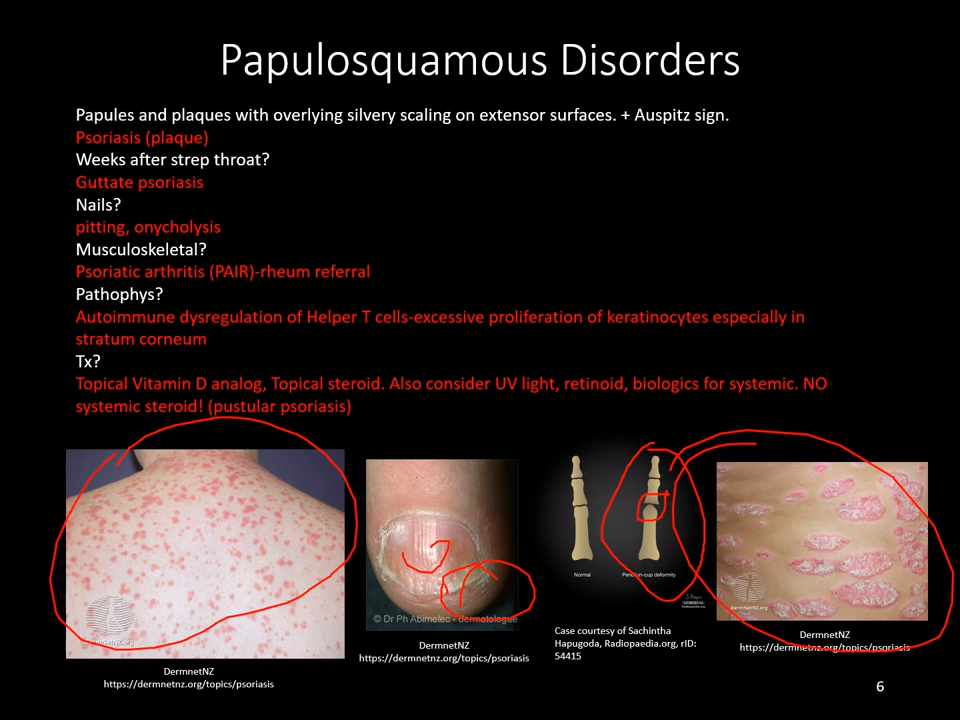 Papulosquamous Disorders
Papules and plaques with overlying silvery scaling on extensor surfaces. + Auspitz sign.
Psoriasis (plaque)
Weeks after strep throat?
Guttate psoriasis
Nails?
pitting, onycholysis
Musculoskeletal?
Psoriatic arthritis (PAIR)-rheum referral
Pathophys?
Autoimmune dysregulation of Helper T cells-excessive proliferation of keratinocytes especially in
stratum corneum
Tx?
Topical Vitamin D analog, Topical steroid. Also consider UV light, retinoid, biologics for systemic. NO
systemic steroid! (pustular psoriasis)
Normal
Pencil-in-cup deformity
DermNetNZ.org
DermNetNZ.org
© Dr Ph Abimelec - dermatologue
DermnetNZ
https://dermnetnz.org/topics/psoriasis
DermnetNZ
https://dermnetnz.org/topics/psoriasis
Case courtesy of Sachintha
Hapugoda, Radiopaedia.org, rID:
54415
DermnetNZ
https://dermnetnz.org/topics/psoriasis
6